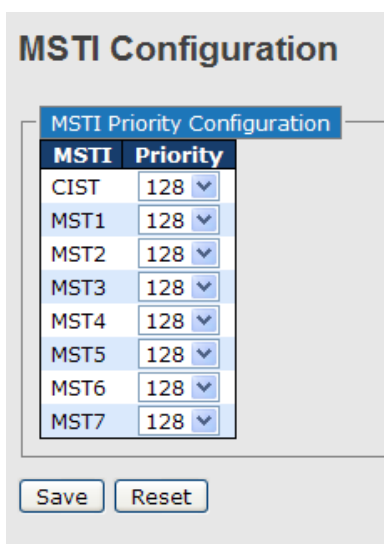 MSTI Configuration
MSTI Priority Configuration
MSTI Priority
CIST 128
MST1 128
MST2 128
MST3 128
MST4 128
MST5 128
MST6 128
MST7 128
Save Reset